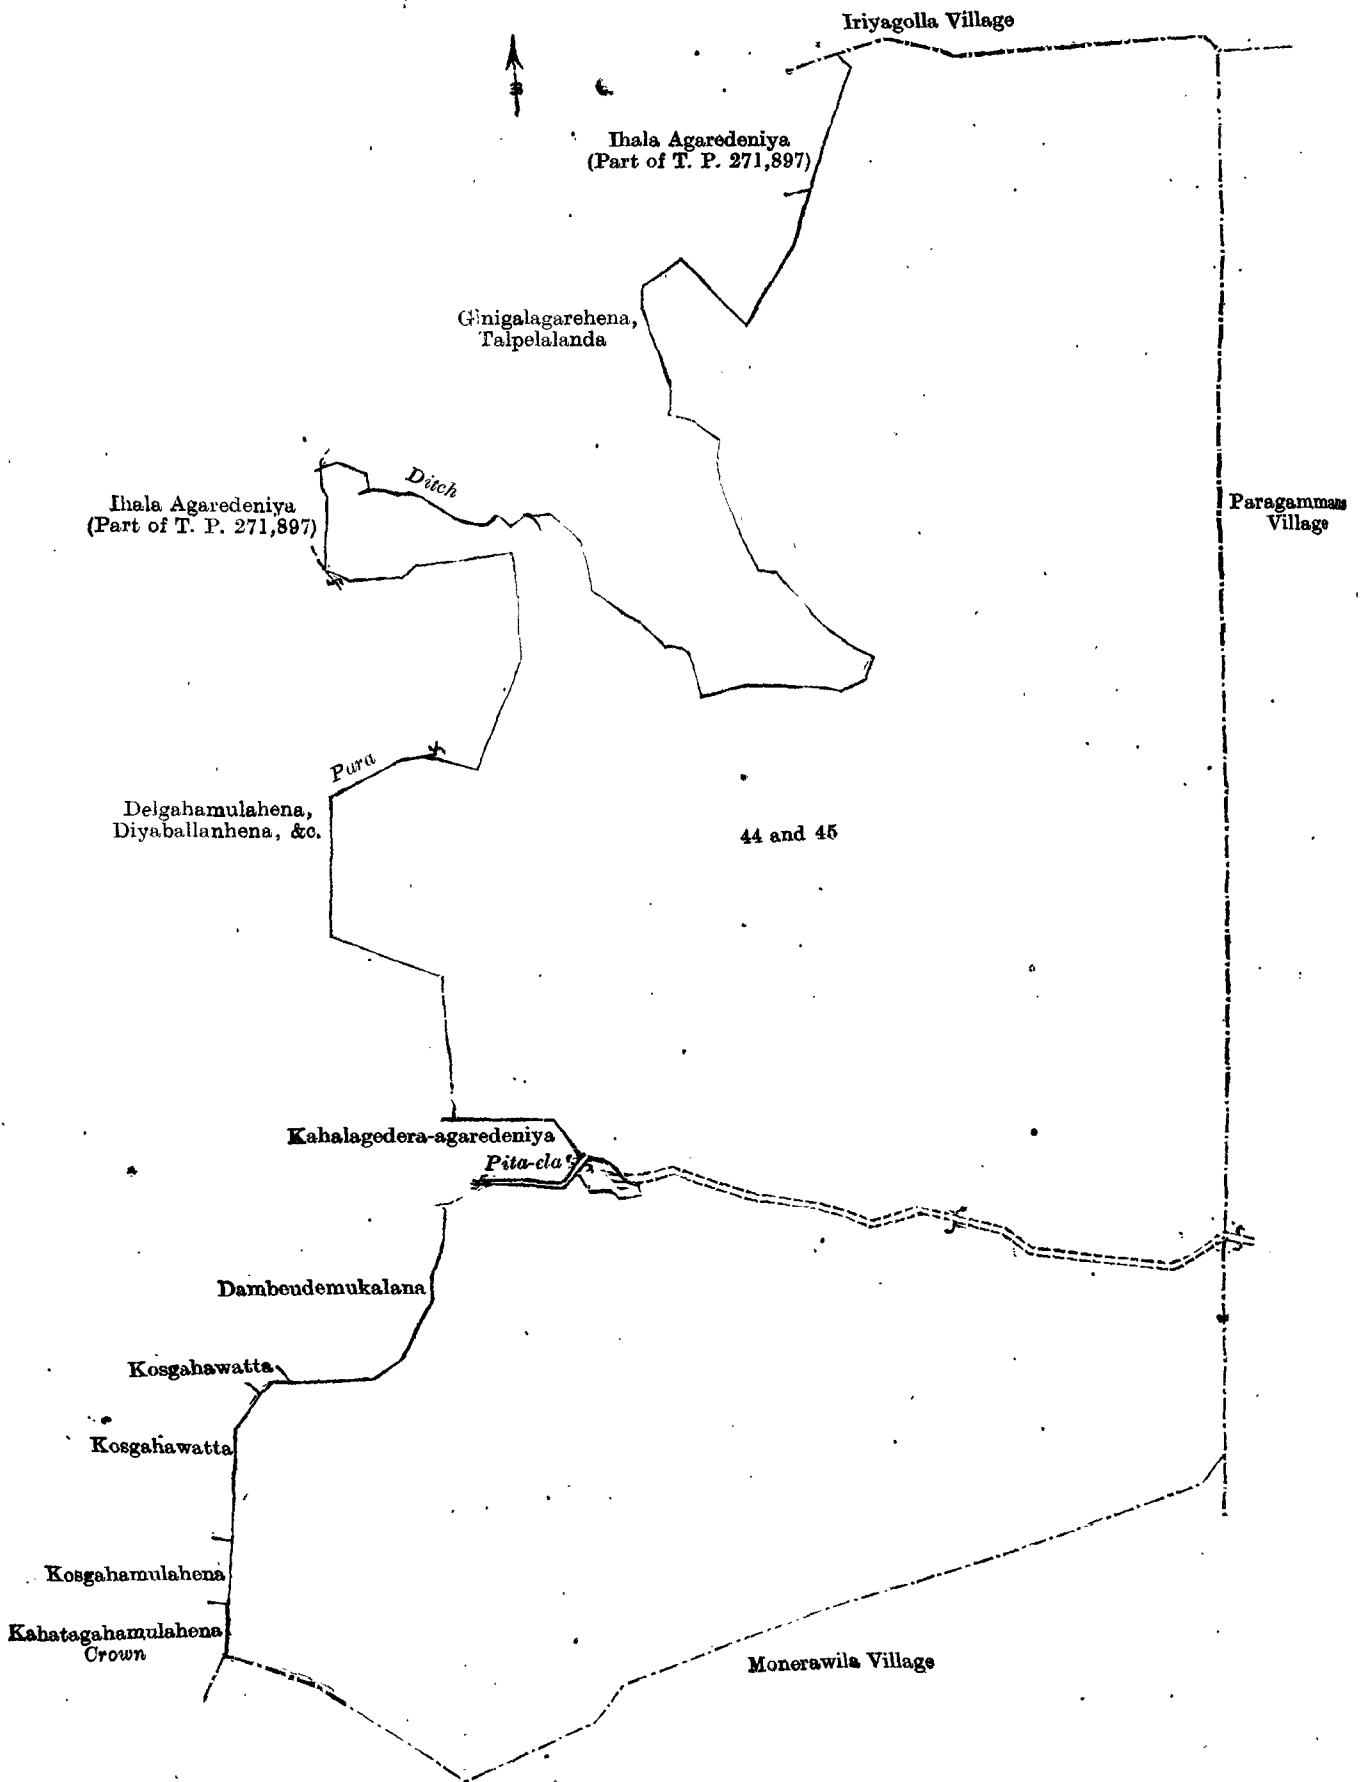 Iriyagolla Village
Ihala Agaredeniya
(Part of T. P. 271,897)
Ginigalagarehena,
Talpelalanda
Ditch
Ihala Agaredeniya
(Part of T. P. 271,897)
Paragammana
Village
Pura
Delgahamulahena,
Diyaballanhena, &c.
44 and 45
Kahalagedera-agaredeniya
Pita-ela
Dambeudemukalana
Kosgahawatta
Kosgahawatta
Kosgahamulahena
Kahatagahamulahena
Crown
Monerawila Village